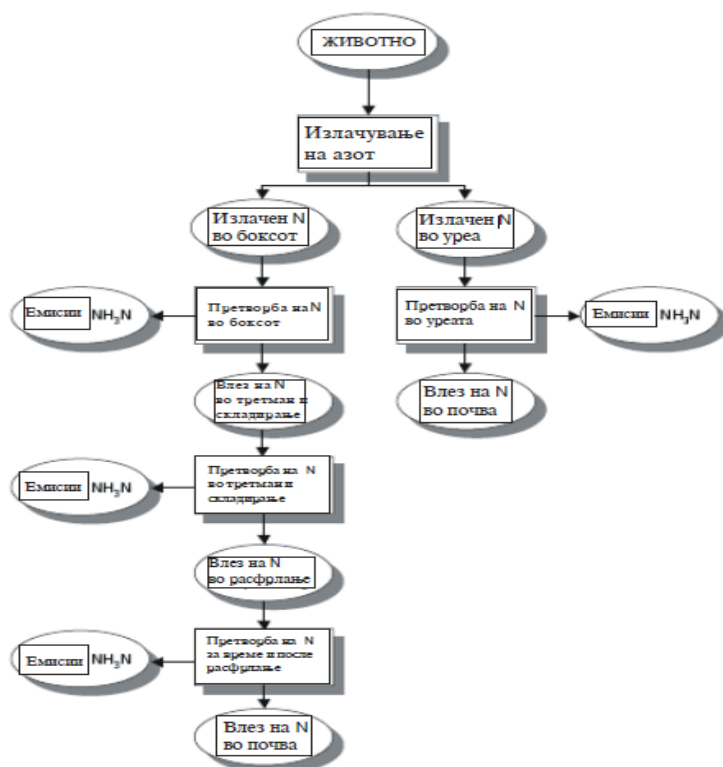 ЖИВОТНО
Излачување
на азот
Излачен N
во боксот
Излачен N
во уреа
Емисии NH₃N
Претворба на N
во боксот
Претворба на N
во уреата
Емисии NH₃N
Влез на N
во третман и
складирање
Влез на N
во почва
Емисии NH₃N
Претворба на N
во третман и
складирање
Влез на N
во расфрлање
Емисии NH₃N
Претворба на N
за време и после
расфрлање
Влез на N
во почва